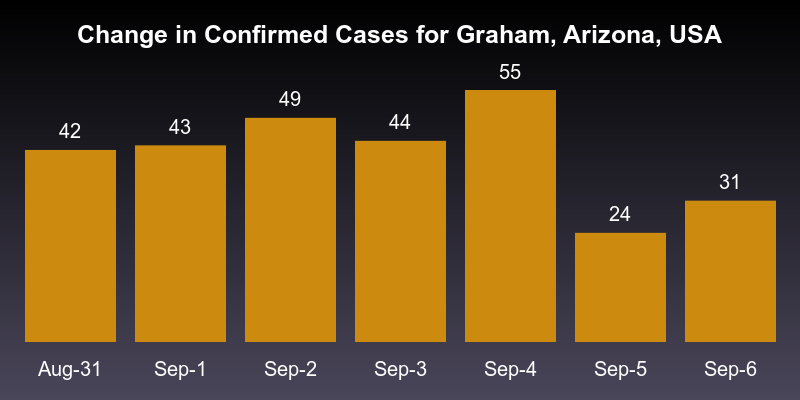 Change in Confirmed Cases for Graham, Arizona, USA
42 43 49 44 55 24 31
Aug-31 Sep-1 Sep-2 Sep-3 Sep-4 Sep-5 Sep-6